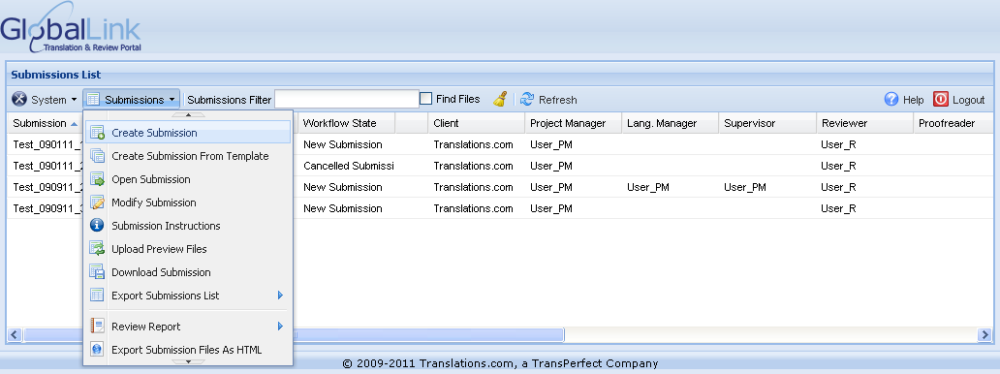 GlobalLink
Translation & Review Portal
Submissions List
System Submissions Submissions Filter Find Files Refresh Help Logout
Submission Workflow State Client Project Manager Lang. Manager Supervisor Reviewer Proofreader
Test_090111_1 New Submission Translations.com User_PM User_R
Test_090111_2 Cancelled Submissi Translations.com User_PM User_R
Test_090911_2 New Submission Translations.com User_PM User_PM User_PM User_R
Test_090911_3 New Submission Translations.com User_PM User_R
Create Submission
Create Submission From Template
Open Submission
Modify Submission
Submission Instructions
Upload Preview Files
Download Submission
Export Submissions List
Review Report
Export Submission Files As HTML
© 2009-2011 Translations.com, a TransPerfect Company